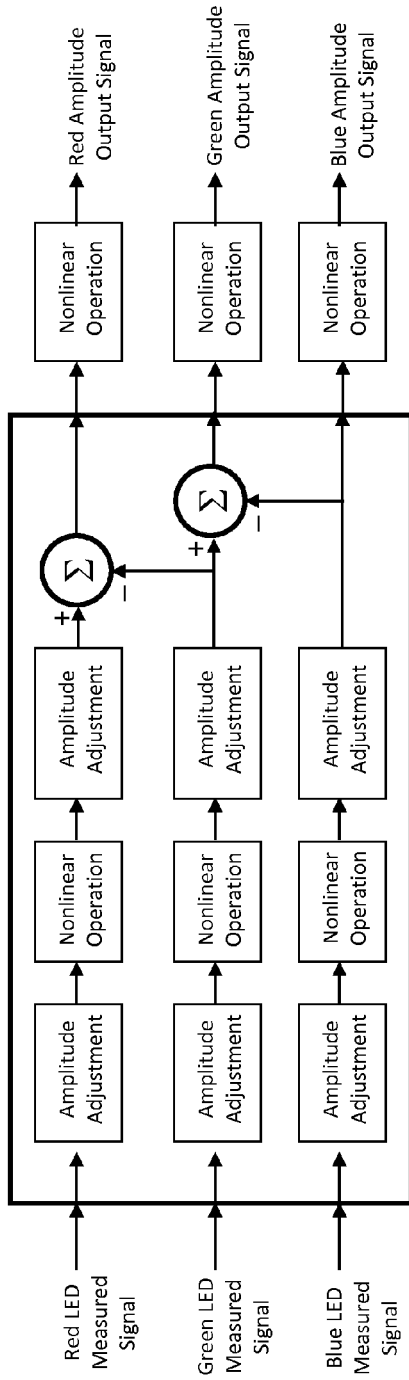 Red LED
Measured
Signal
Amplitude
Adjustment
Nonlinear
Operation
Amplitude
Adjustment
+
−
Σ
Nonlinear
Operation
Red Amplitude
Output Signal
Green LED
Measured
Signal
Amplitude
Adjustment
Nonlinear
Operation
Amplitude
Adjustment
+
−
Σ
Nonlinear
Operation
Green Amplitude
Output Signal
Blue LED
Measured
Signal
Amplitude
Adjustment
Nonlinear
Operation
Amplitude
Adjustment
Nonlinear
Operation
Blue Amplitude
Output Signal